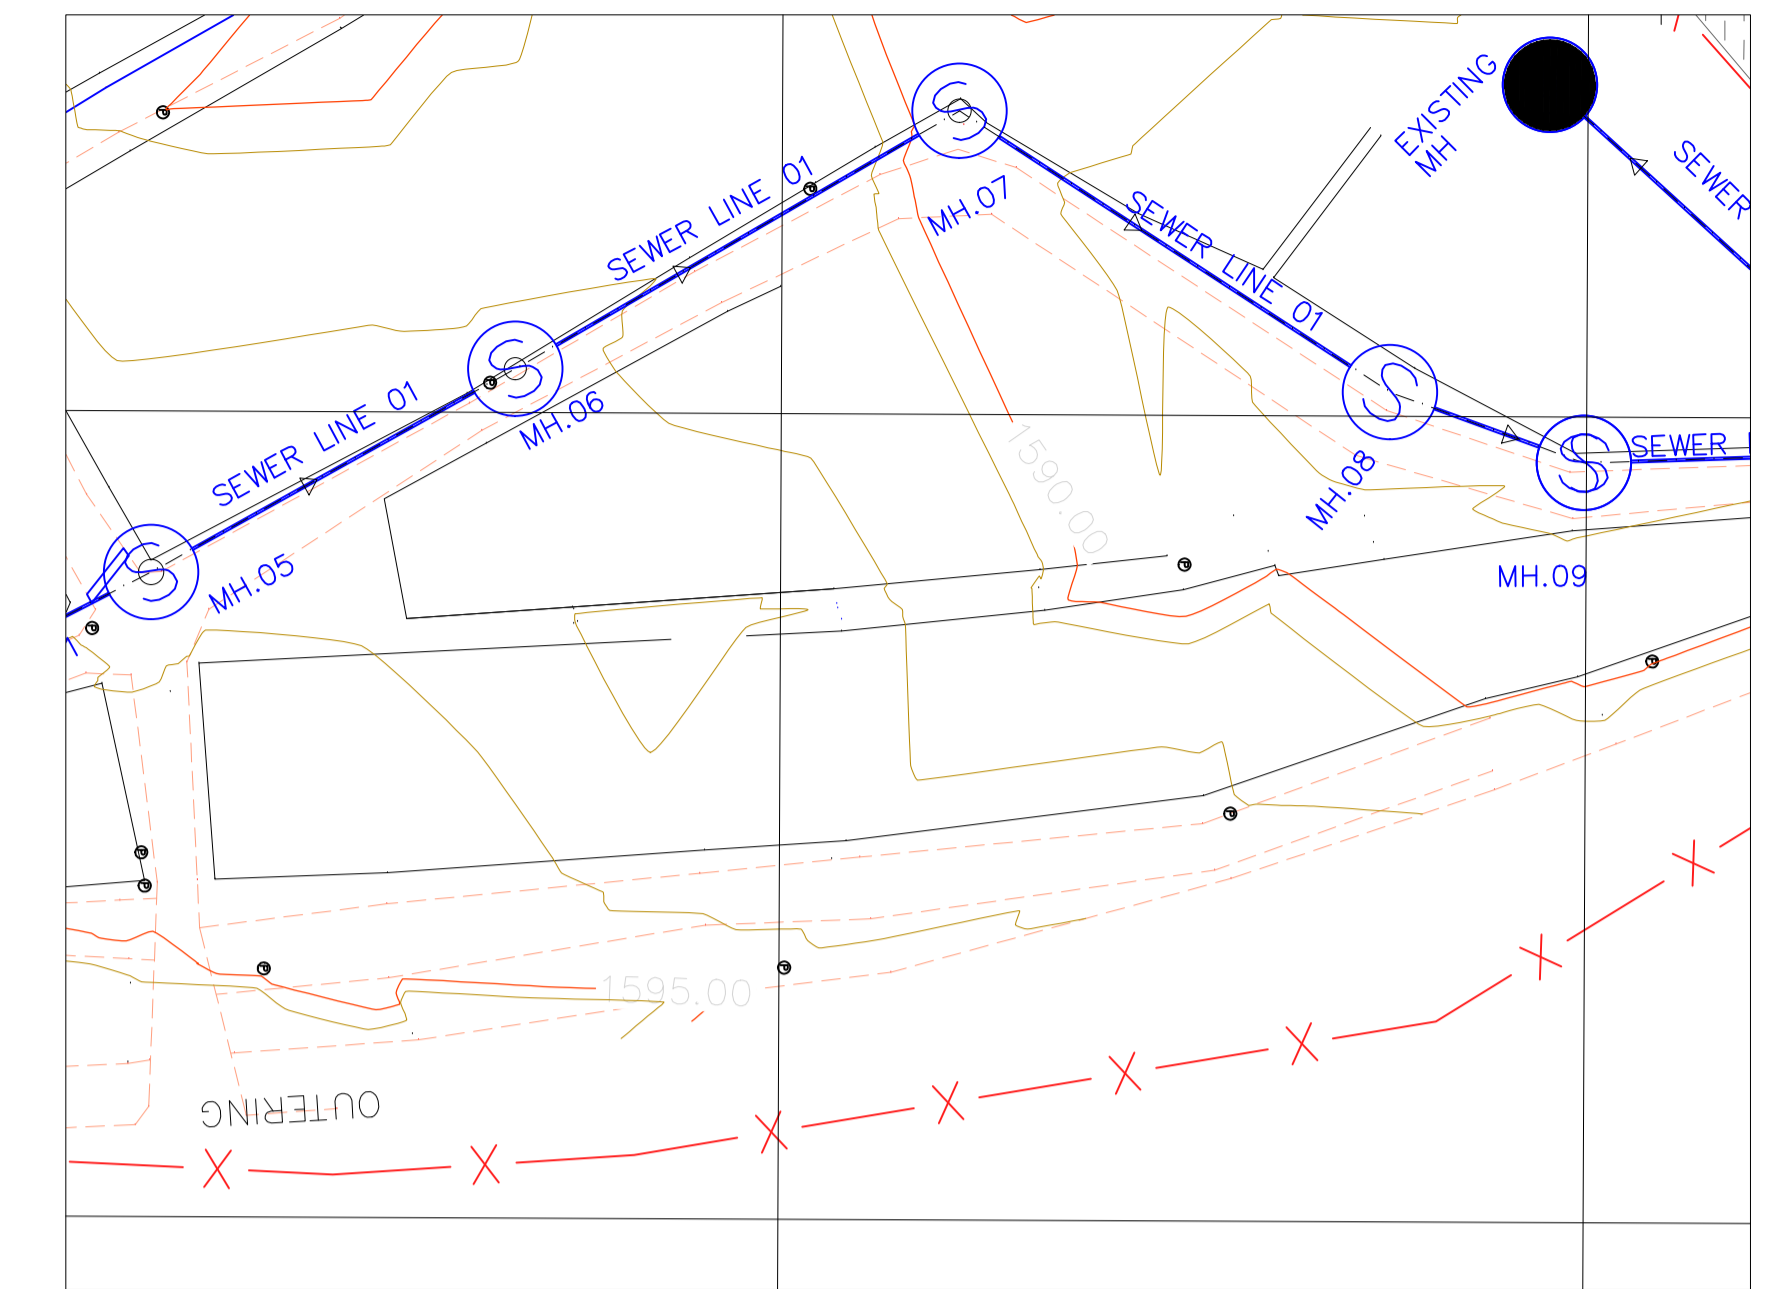 EXISTING
MH
SEWER
SEWER LINE 01
MH.07
SEWER LINE 01
SEWER LINE 01
MH.06
MH.05
MH.08
SEWER
MH.09
1590.00
1595.00
OUTERING